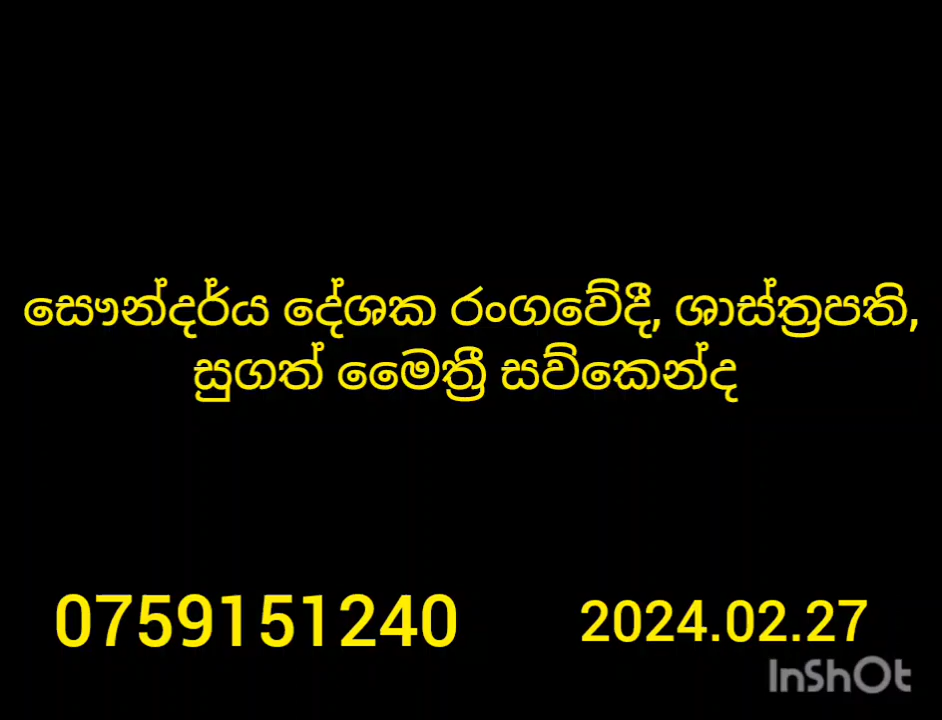 සෞන්දර්ය දේශක රංගවේදී, ශාස්ත්‍රපති,
සුගත් මෛත්‍රී සව්කෙන්ද
0759151240 2024.02.27
InShOt